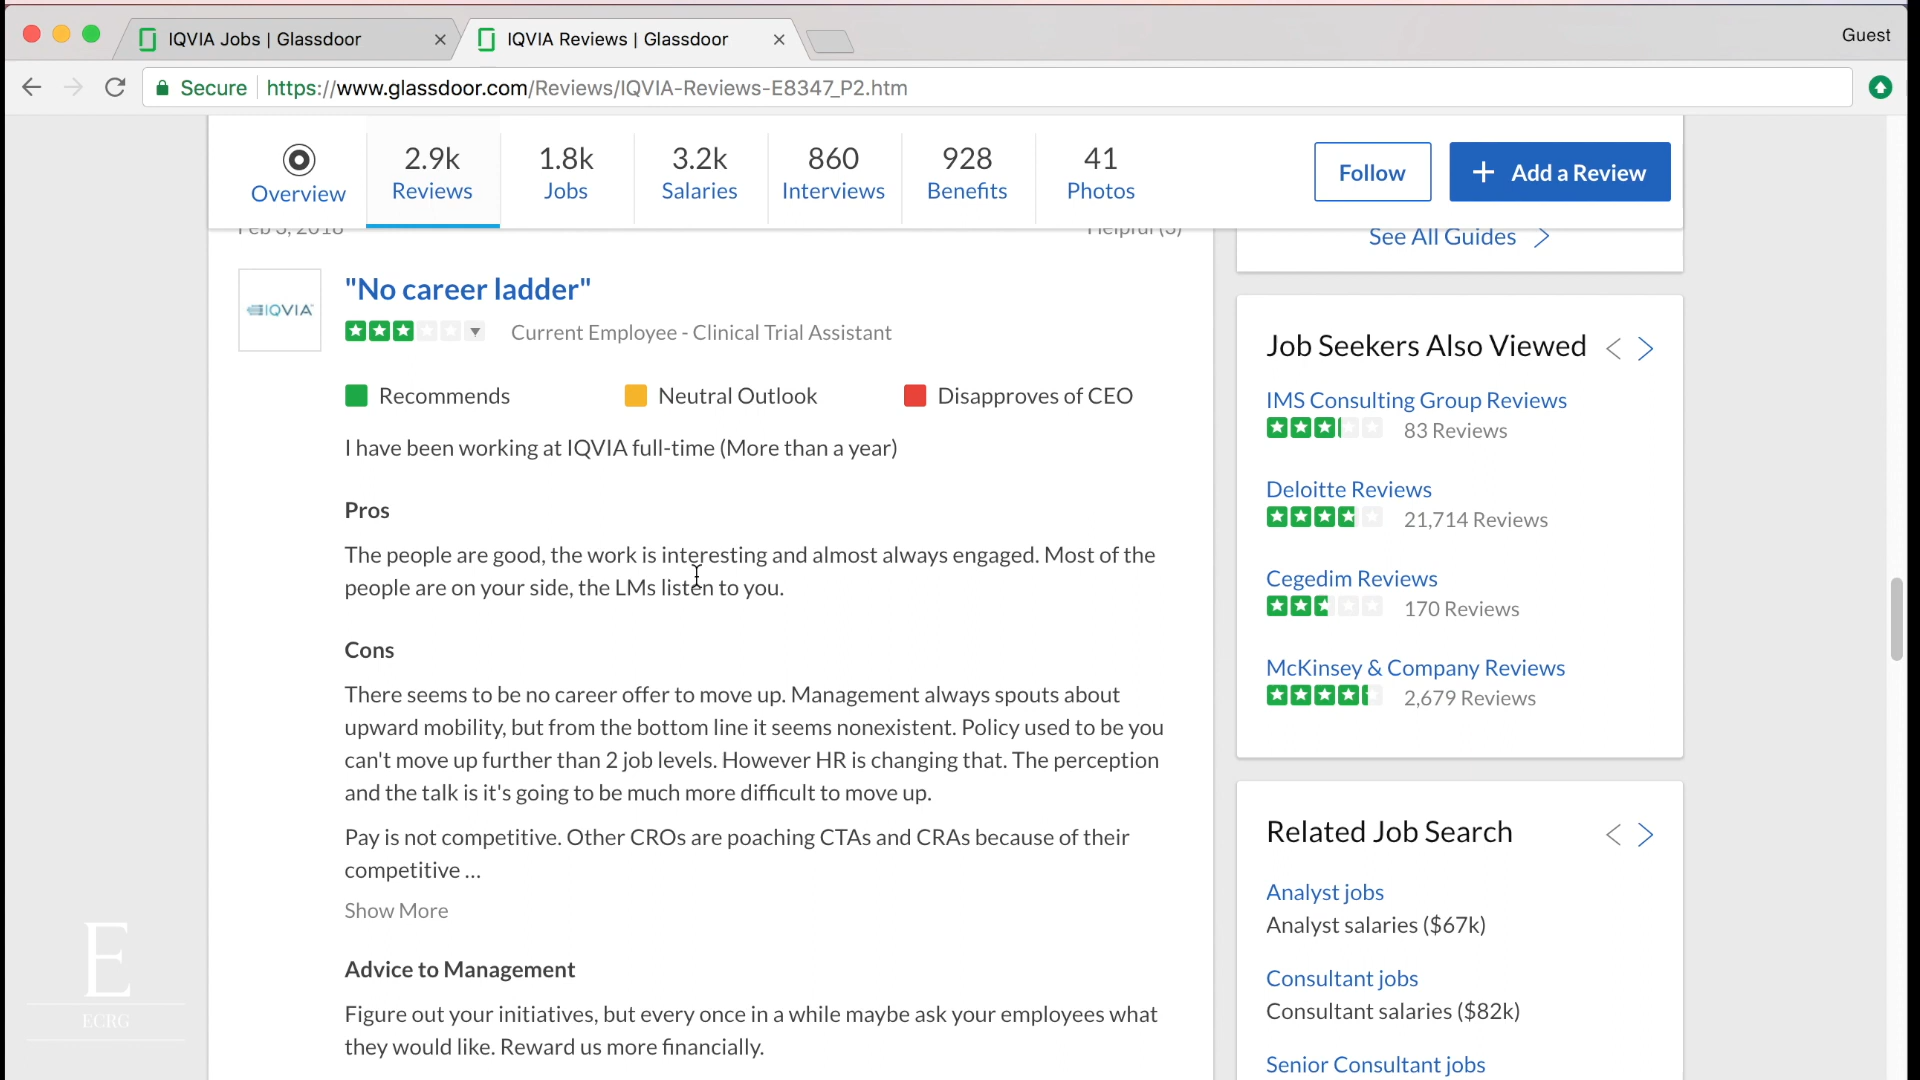 IQVIA Jobs | Glassdoor
IQVIA Reviews | Glassdoor
Guest
Secure
https://www.glassdoor.com/Reviews/IQVIA-Reviews-E8347_P2.htm
2.9k
1.8k
3.2k
860
928
41
Overview
Reviews
Jobs
Salaries
Interviews
Benefits
Photos
Follow
+ Add a Review
Feb 3, 2018
Helpful (3)
IQVIA
"No career ladder"
Current Employee - Clinical Trial Assistant
Recommends
Neutral Outlook
Disapproves of CEO
I have been working at IQVIA full-time (More than a year)
Pros
The people are good, the work is interesting and almost always engaged. Most of the
people are on your side, the LMs listen to you.
Cons
There seems to be no career offer to move up. Management always spouts about
upward mobility, but from the bottom line it seems nonexistent. Policy used to be you
can't move up further than 2 job levels. However HR is changing that. The perception
and the talk is it's going to be much more difficult to move up.
Pay is not competitive. Other CROs are poaching CTAs and CRAs because of their
competitive ...
Show More
Advice to Management
Figure out your initiatives, but every once in a while maybe ask your employees what
they would like. Reward us more financially.
See All Guides
Job Seekers Also Viewed
IMS Consulting Group Reviews
83 Reviews
Deloitte Reviews
21,714 Reviews
Cegedim Reviews
170 Reviews
McKinsey & Company Reviews
2,679 Reviews
Related Job Search
Analyst jobs
Analyst salaries ($67k)
Consultant jobs
Consultant salaries ($82k)
Senior Consultant jobs
E
ECRG